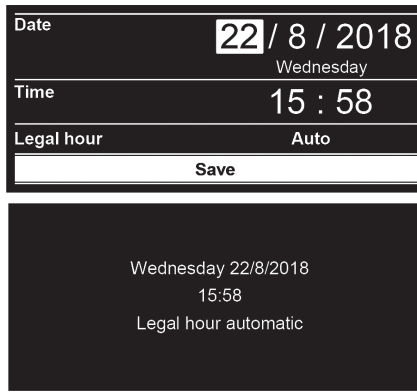 Date 22 / 8 / 2018
Wednesday
Time 15 : 58
Legal hour Auto
Save
Wednesday 22/8/2018
15:58
Legal hour automatic